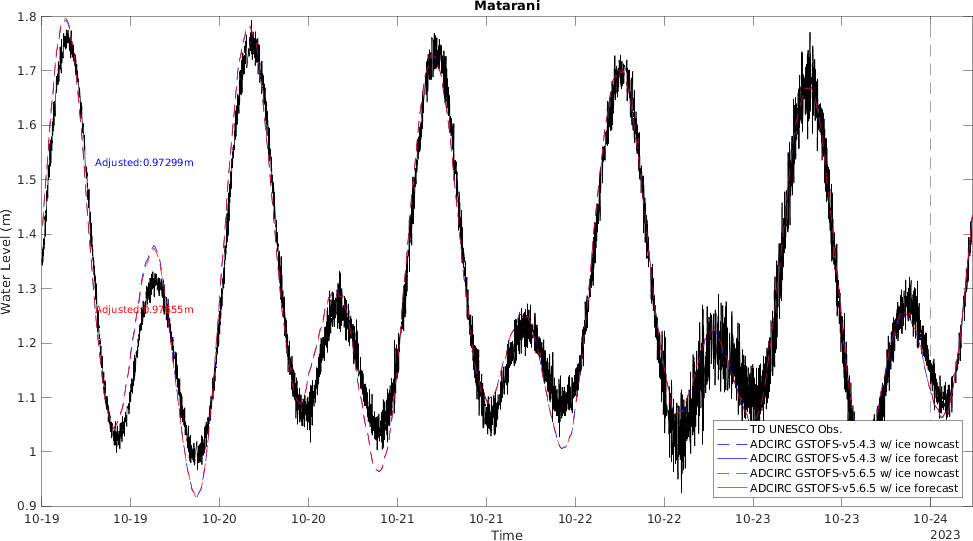 Matarani
1.8
1.7
1.6
1.5
1.4
1.3
1.2
1.1
1
0.9
Water Level (m)
Adjusted:0.97299m
Adjusted:0.97655m
TD UNESCO Obs.
ADCIRC GSTOFS-v5.4.3 w/ ice nowcast
ADCIRC GSTOFS-v5.4.3 w/ ice forecast
ADCIRC GSTOFS-v5.6.5 w/ ice nowcast
ADCIRC GSTOFS-v5.6.5 w/ ice forecast
10-19 10-19 10-20 10-20 10-21 10-21 10-22 10-22 10-23 10-23 10-24
2023
Time